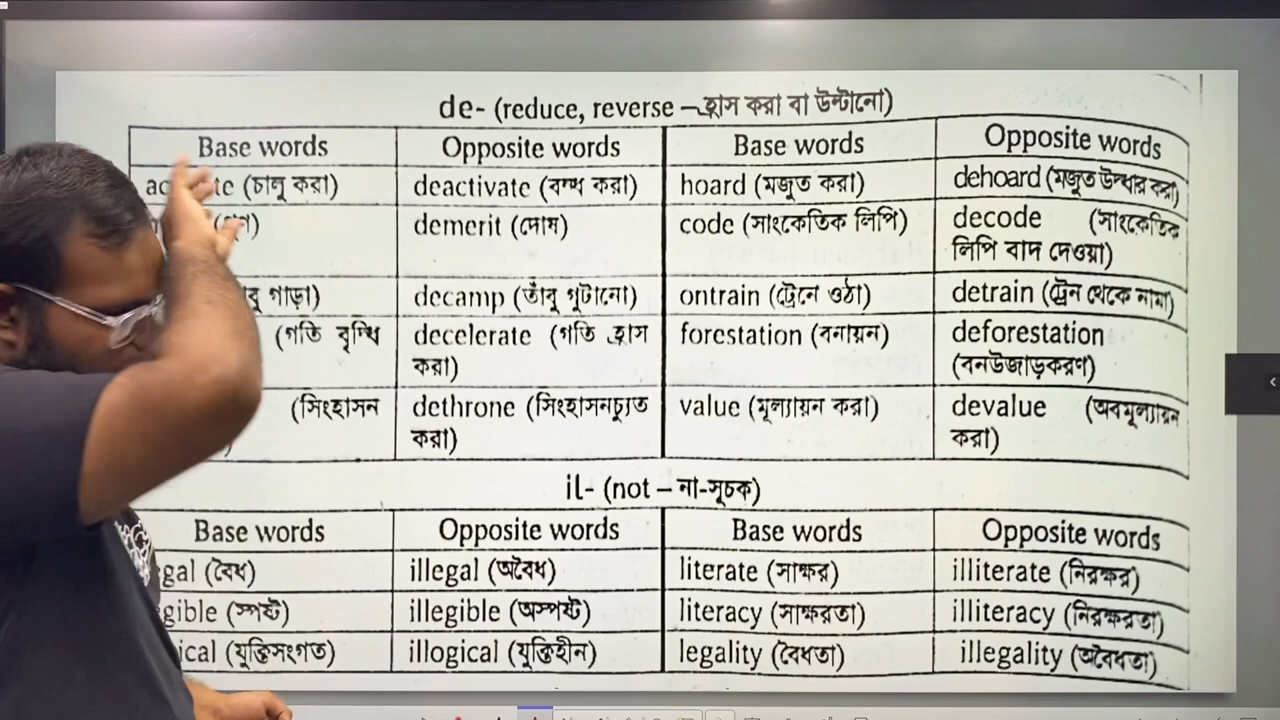 de- (reduce, reverse – হ্রাস করা বা উল্টানো)
Base words Opposite words Base words Opposite words
(চালু করা) deactivate (বন্ধ করা) hoard (মজুত করা) dehoard (মজুত উদ্ধার করা)
demerit (দোষ) code (সাংকেতিক লিপি) decode (সাংকেতিক
লিপি বাদ দেওয়া)
গাড়া) decamp (তাঁবু গুটানো) ontrain (ট্রেনে ওঠা) detrain (ট্রেন থেকে নামা)
(গতি বৃদ্ধি decelerate (গতি হ্রাস forestation (বনায়ন) deforestation
করা) (বনউজাড়করণ)
(সিংহাসন dethrone (সিংহাসনচ্যুত value (মূল্যায়ন করা) devalue (অবমূল্যায়ন
করা) করা)
il- (not – না-সূচক)
Base words Opposite words Base words Opposite words
gal (বৈধ) illegal (অবৈধ) literate (সাক্ষর) illiterate (নিরক্ষর)
gible (স্পষ্ট) illegible (অস্পষ্ট) literacy (সাক্ষরতা) illiteracy (নিরক্ষরতা)
ical (যুক্তিসংগত) illogical (যুক্তিহীন) legality (বৈধতা) illegality (অবৈধতা)